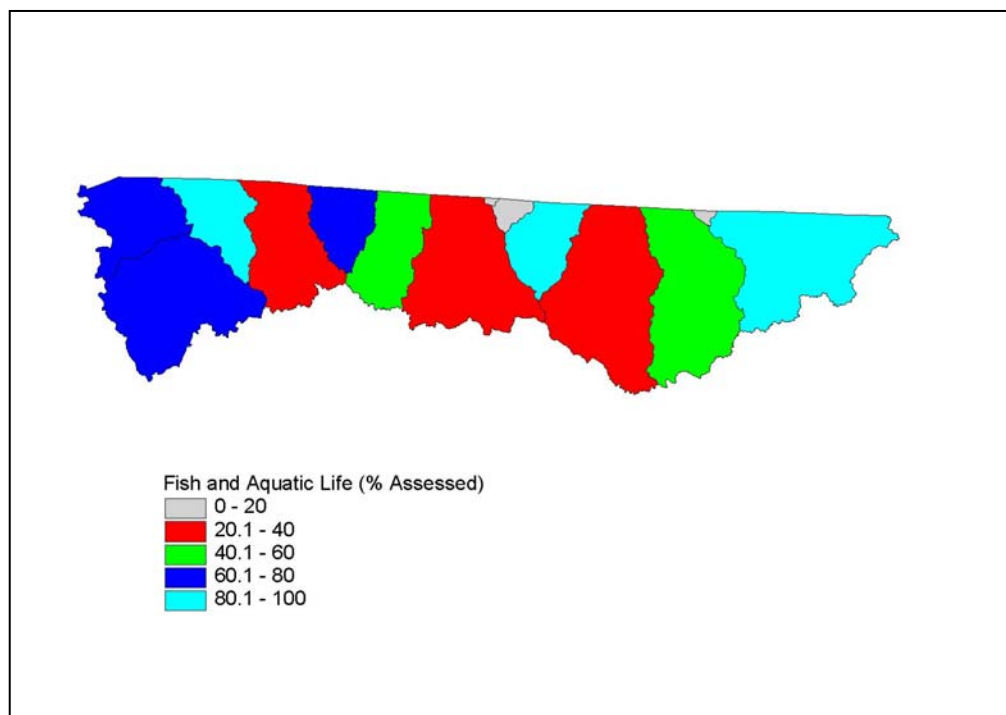 Fish and Aquatic Life (% Assessed)
0 - 20
20.1 - 40
40.1 - 60
60.1 - 80
80.1 - 100